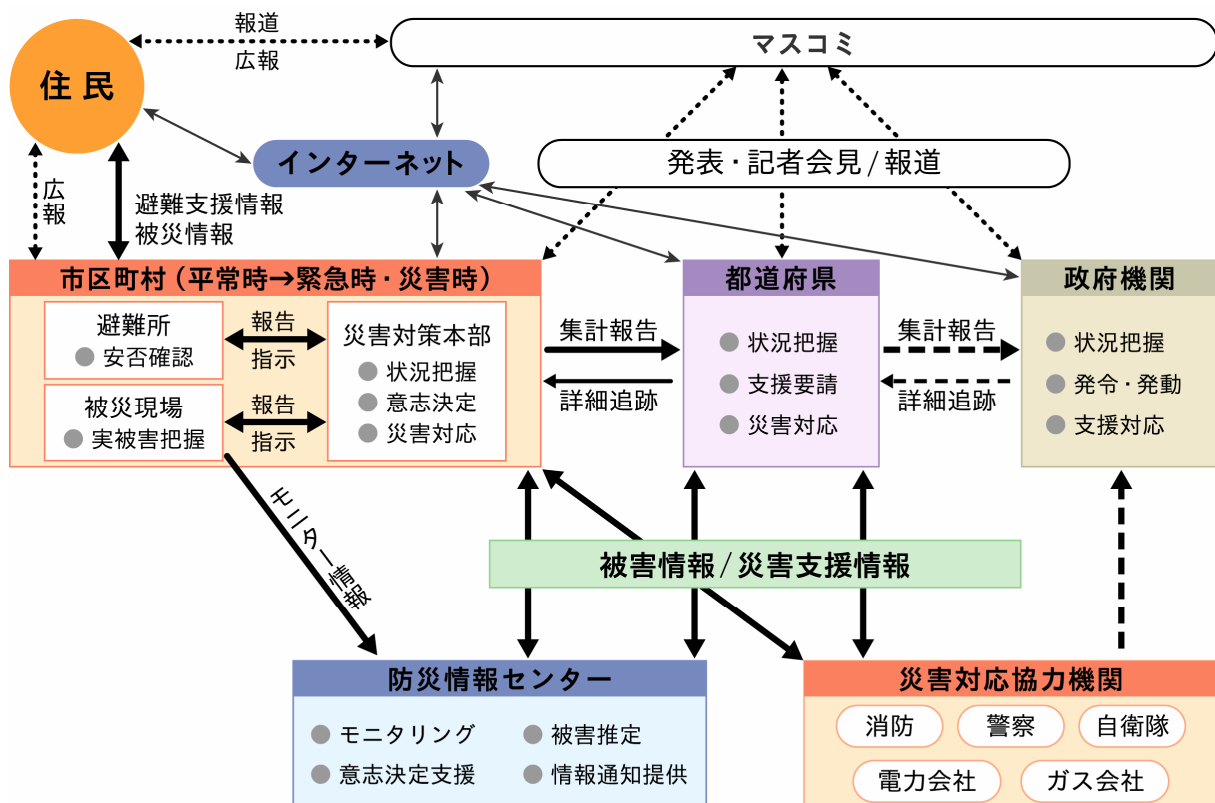 住民
報道
広報
マスコミ
インターネット
発表・記者会見/報道
広報
避難支援情報
被災情報
市区町村(平常時→緊急時・災害時)
避難所
安否確認
報告
指示
被災現場
実被害把握
報告
指示
災害対策本部
状況把握
意志決定
災害対応
集計報告
詳細追跡
都道府県
状況把握
支援要請
災害対応
集計報告
詳細追跡
政府機関
状況把握
発令・発動
支援対応
モニター情報
被害情報/災害支援情報
防災情報センター
モニタリング
被害推定
意志決定支援
情報通知提供
災害対応協力機関
消防
警察
自衛隊
電力会社
ガス会社